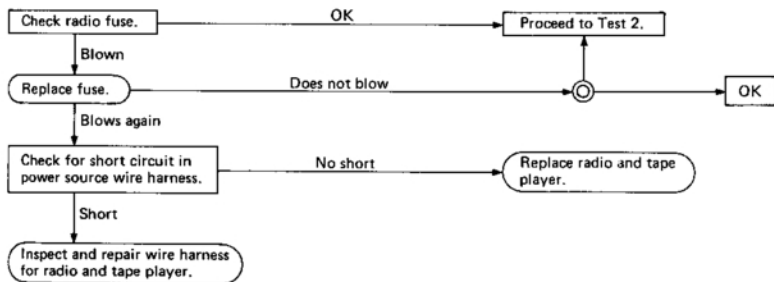 Check radio fuse.
OK
Proceed to Test 2.
Blown
Replace fuse.
Does not blow
OK
Blows again
Check for short circuit in
power source wire harness.
No short
Replace radio and tape
player.
Short
Inspect and repair wire harness
for radio and tape player.